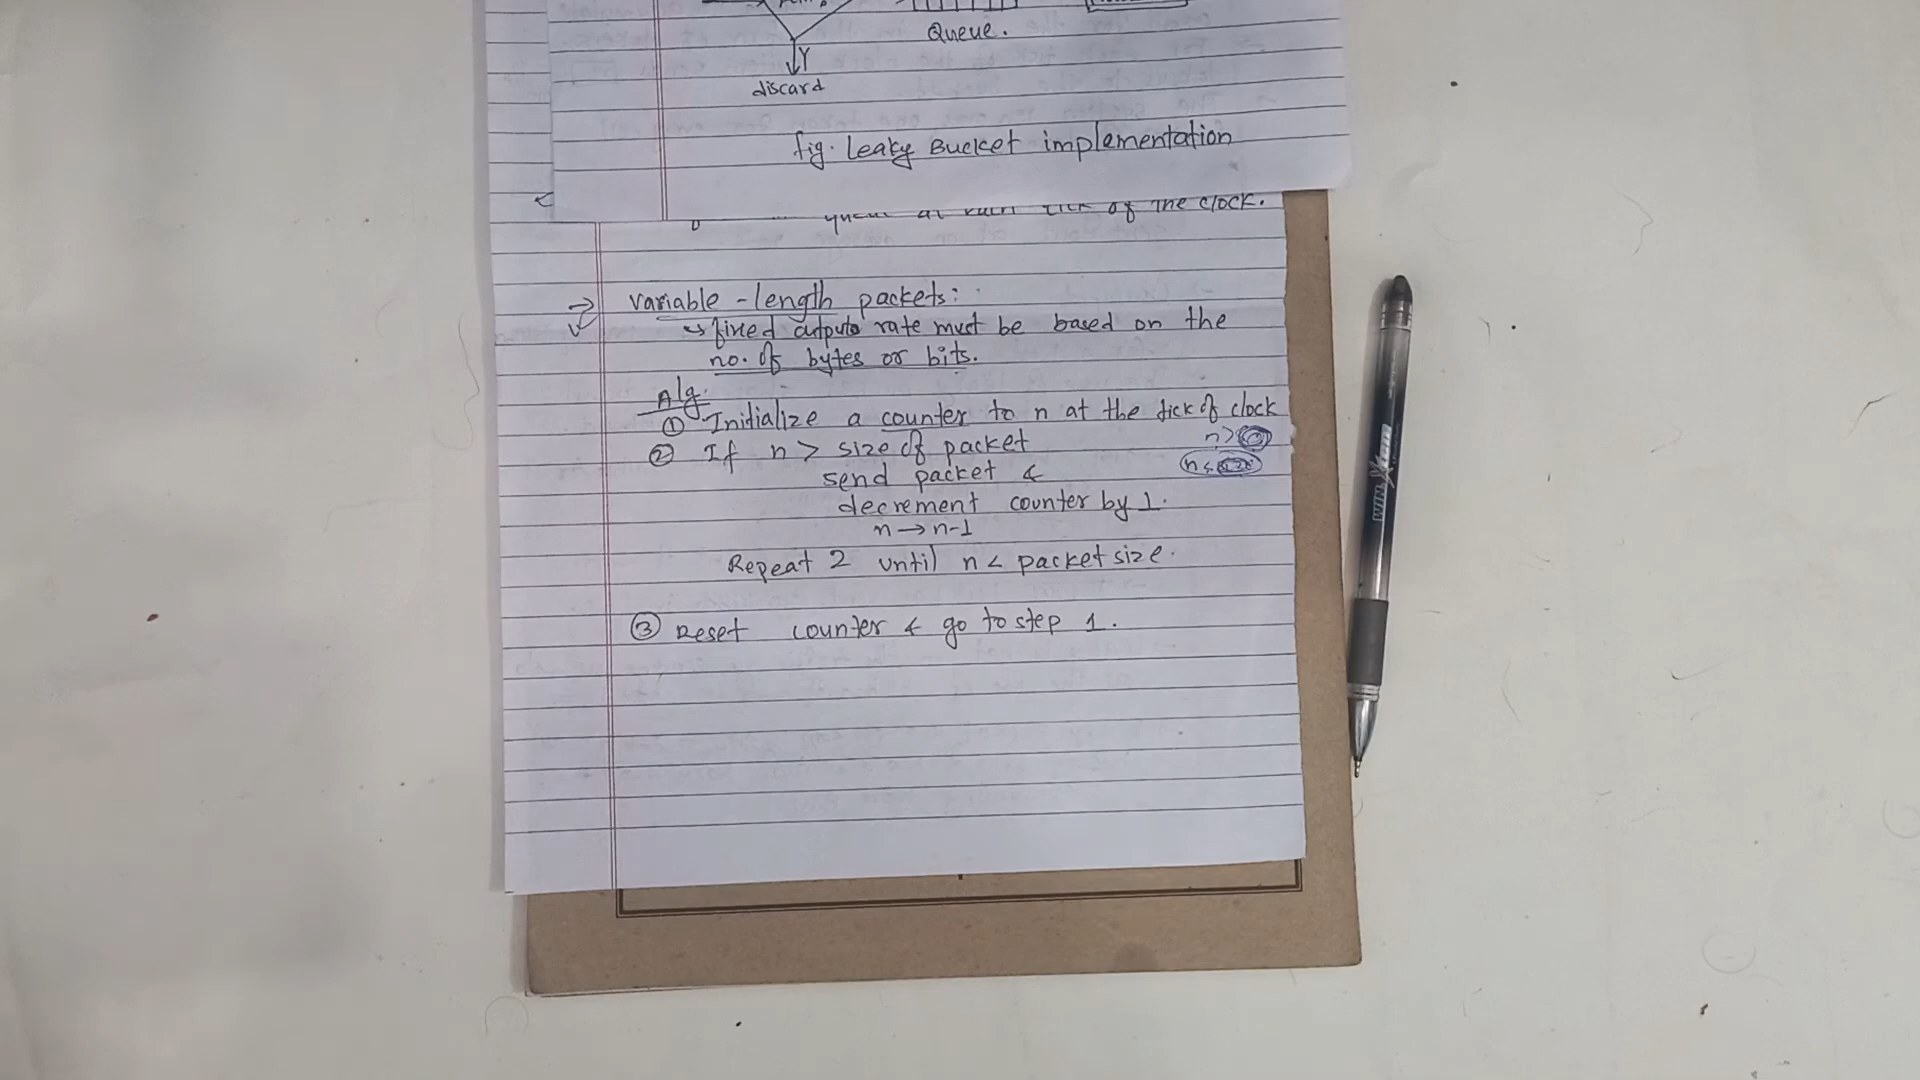 Queue.
Y
discard
fig. Leaky Bucket implementation
tick of the clock.
variable-length packets:
↳ fixed output rate must be based on the
no. of bytes or bits.
Alg.
① Initialize a counter to n at the tick of clock
② If n > size of packet
n >
send packet &
n <
decrement counter by 1.
n → n-1
Repeat 2 until n < packet size.
③ Reset counter & go to step 1.
WIN